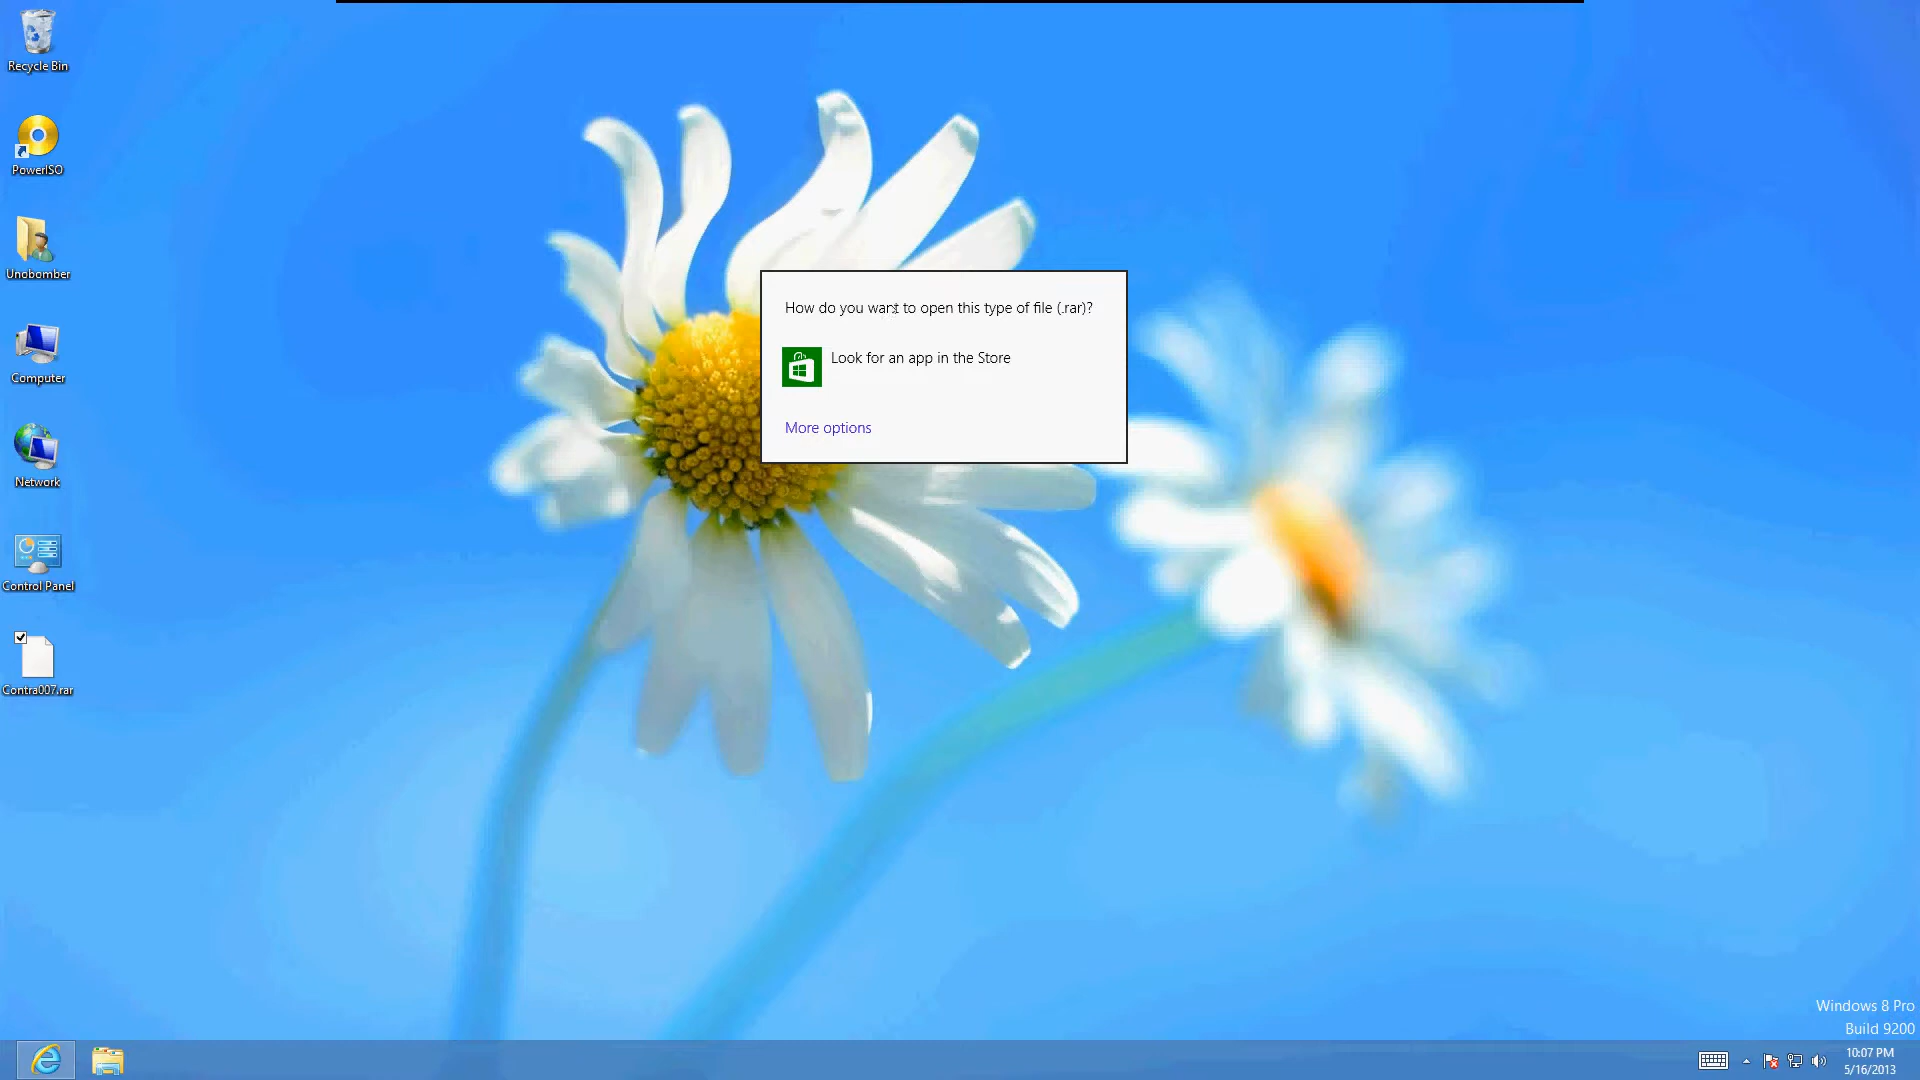 Recycle Bin
PowerISO
Unobomber
Computer
Network
Control Panel
Contra007.rar
How do you want to open this type of file (.rar)?
Look for an app in the Store
More options
Windows 8 Pro
Build 9200
10:07 PM
5/16/2013